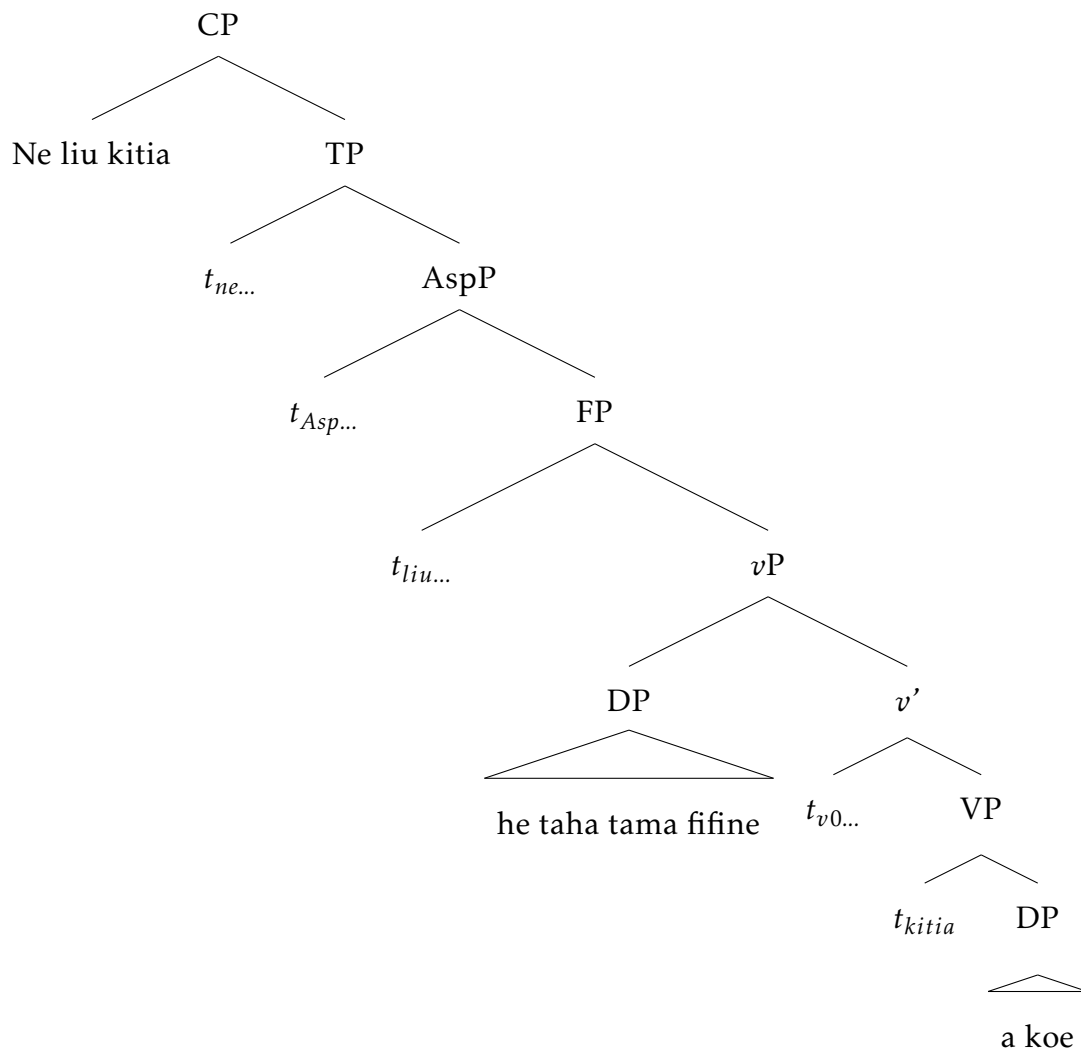 CP
Ne liu kitia TP
t_ne... AspP
t_Asp... FP
t_liu... vP
DP v’
he taha tama fifine t_v0... VP
t_kitia DP
a koe